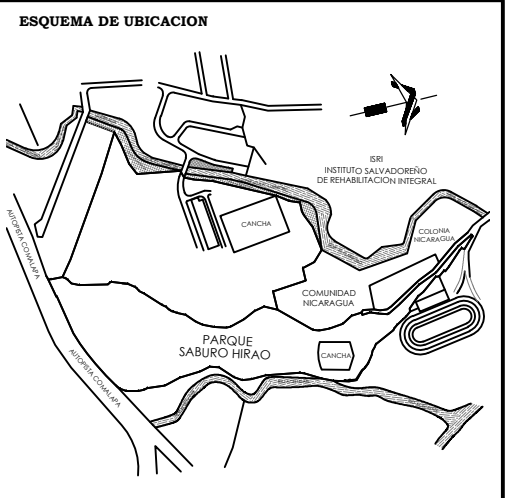 ESQUEMA DE UBICACION
ISRI
INSTITUTO SALVADOREÑO
DE REHABILITACION INTEGRAL
CANCHA
COLONIA
NICARAGUA
AUTOPISTA COMALAPA
COMUNIDAD
NICARAGUA
PARQUE
SABURO HIRAO
CANCHA
AUTOPISTA COMALAPA